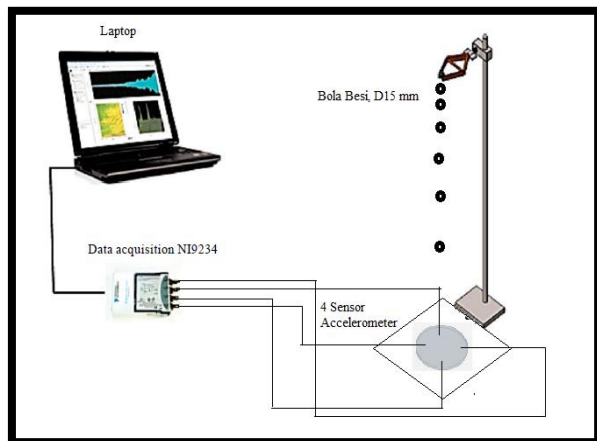 Laptop
Bola Besi, D15 mm
Data acquisition NI9234
4 Sensor
Accelerometer